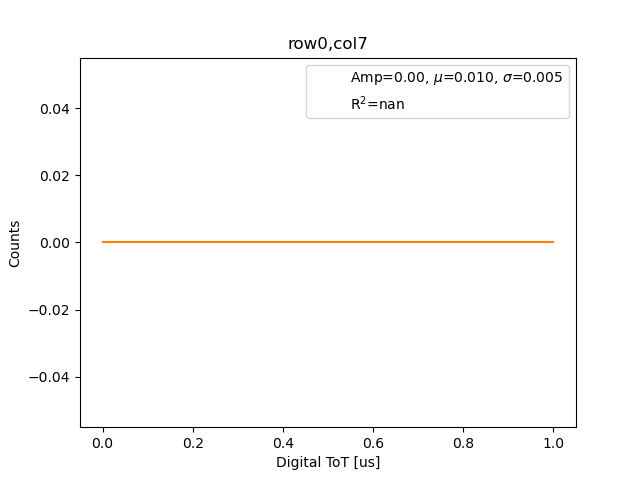 row0,col7
Amp=0.00, μ=0.010, σ=0.005
R²=nan
Counts
0.04
0.02
0.00
−0.02
−0.04
0.0 0.2 0.4 0.6 0.8 1.0
Digital ToT [us]